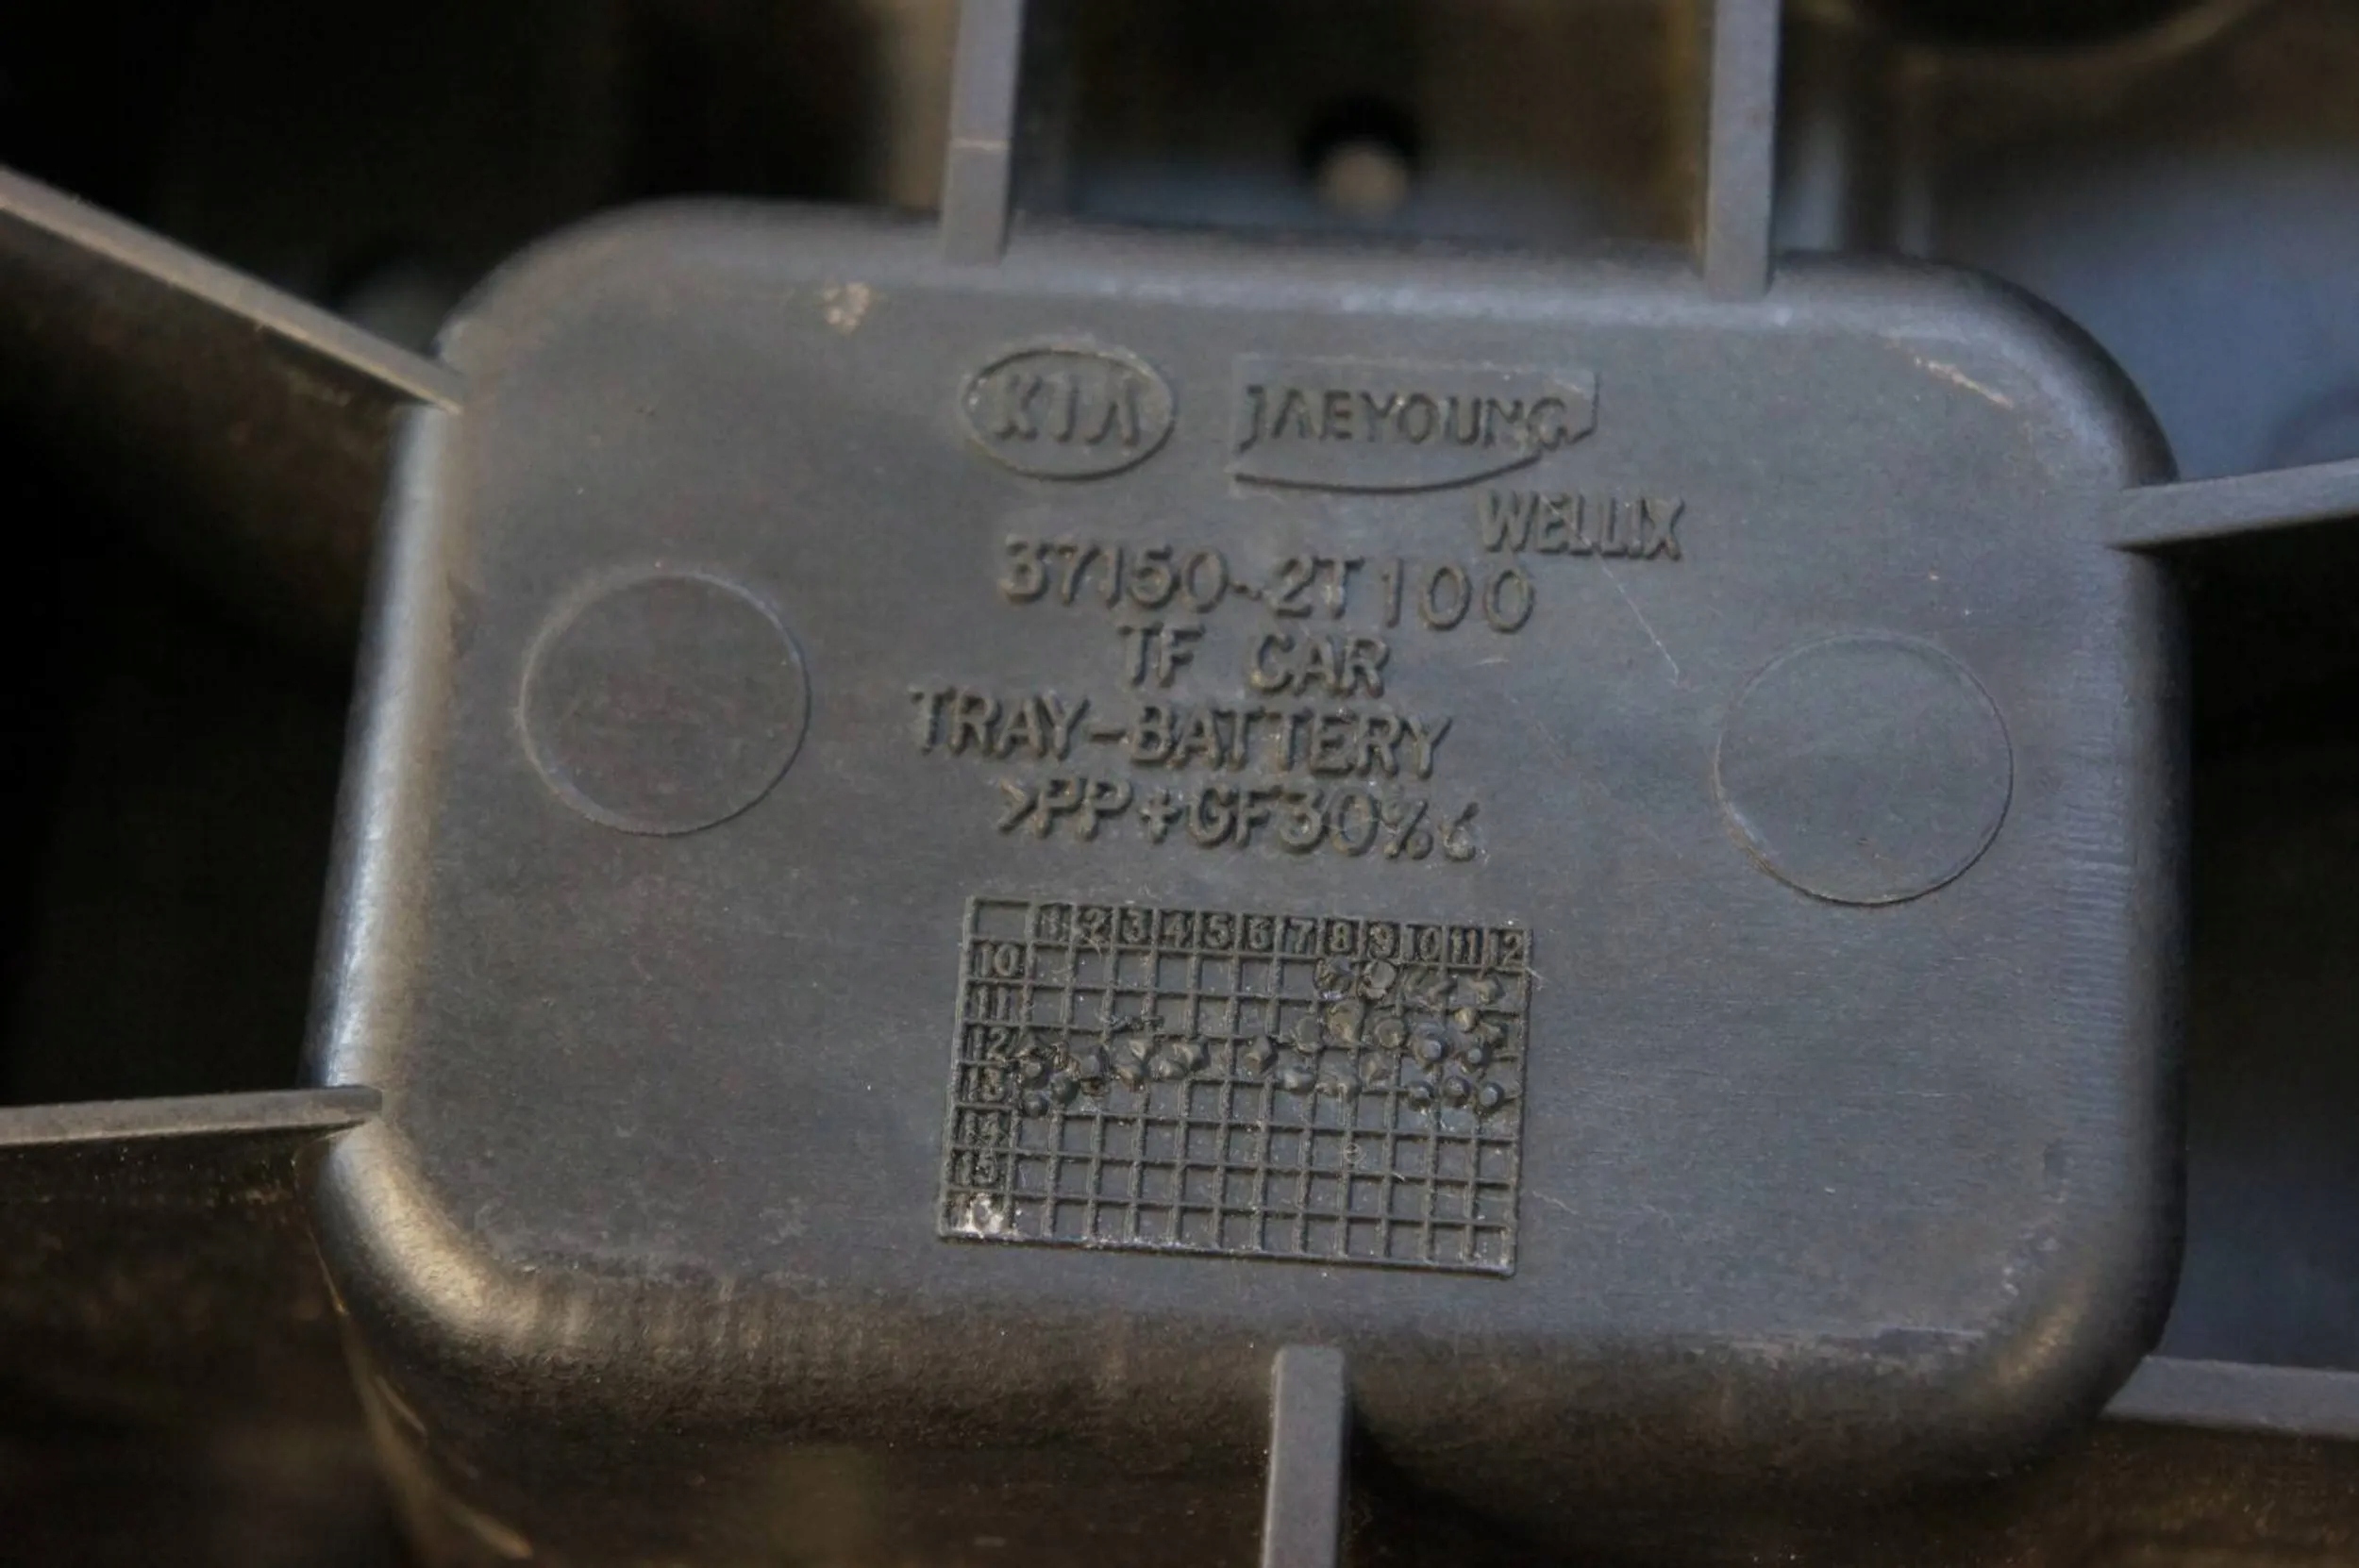 KIA JAEYOUNG
WELLIX
37150-2T100
TF CAR
TRAY-BATTERY
>PP+GF30%<
1 2 3 4 5 6 7 8 9 10 11 12
10
11
12
13
14
15